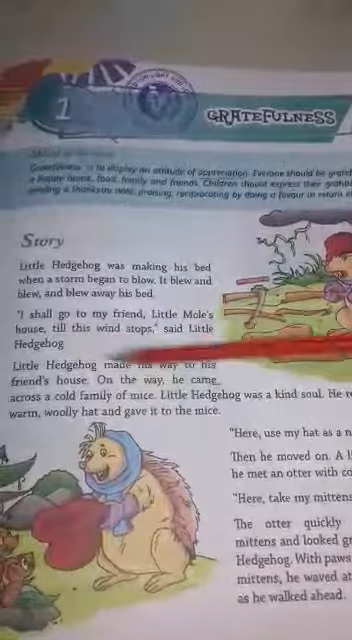 1
GRATEFULNESS
Gratefulness is to display an attitude of appreciation. Everyone should be
a happy home, food, family and friends. Children should express their
sending a thankyou note, praising, reciprocating by doing a favour in return
Story
Little Hedgehog was making his bed
when a storm began to blow. It blew and
blew, and blew away his bed.
"I shall go to my friend, Little Mole's
house, till this wind stops," said Little
Hedgehog
Little Hedgehog made his way to his
friend's house. On the way, he came
across a cold family of mice. Little Hedgehog was a kind soul. He
warm, woolly hat and gave it to the mice.
"Here, use my hat as a
Then he moved on. A
he met an otter with
"Here, take my mittens
The otter quickly
mittens and looked
Hedgehog. With paws
mittens, he waved at
as he walked ahead.